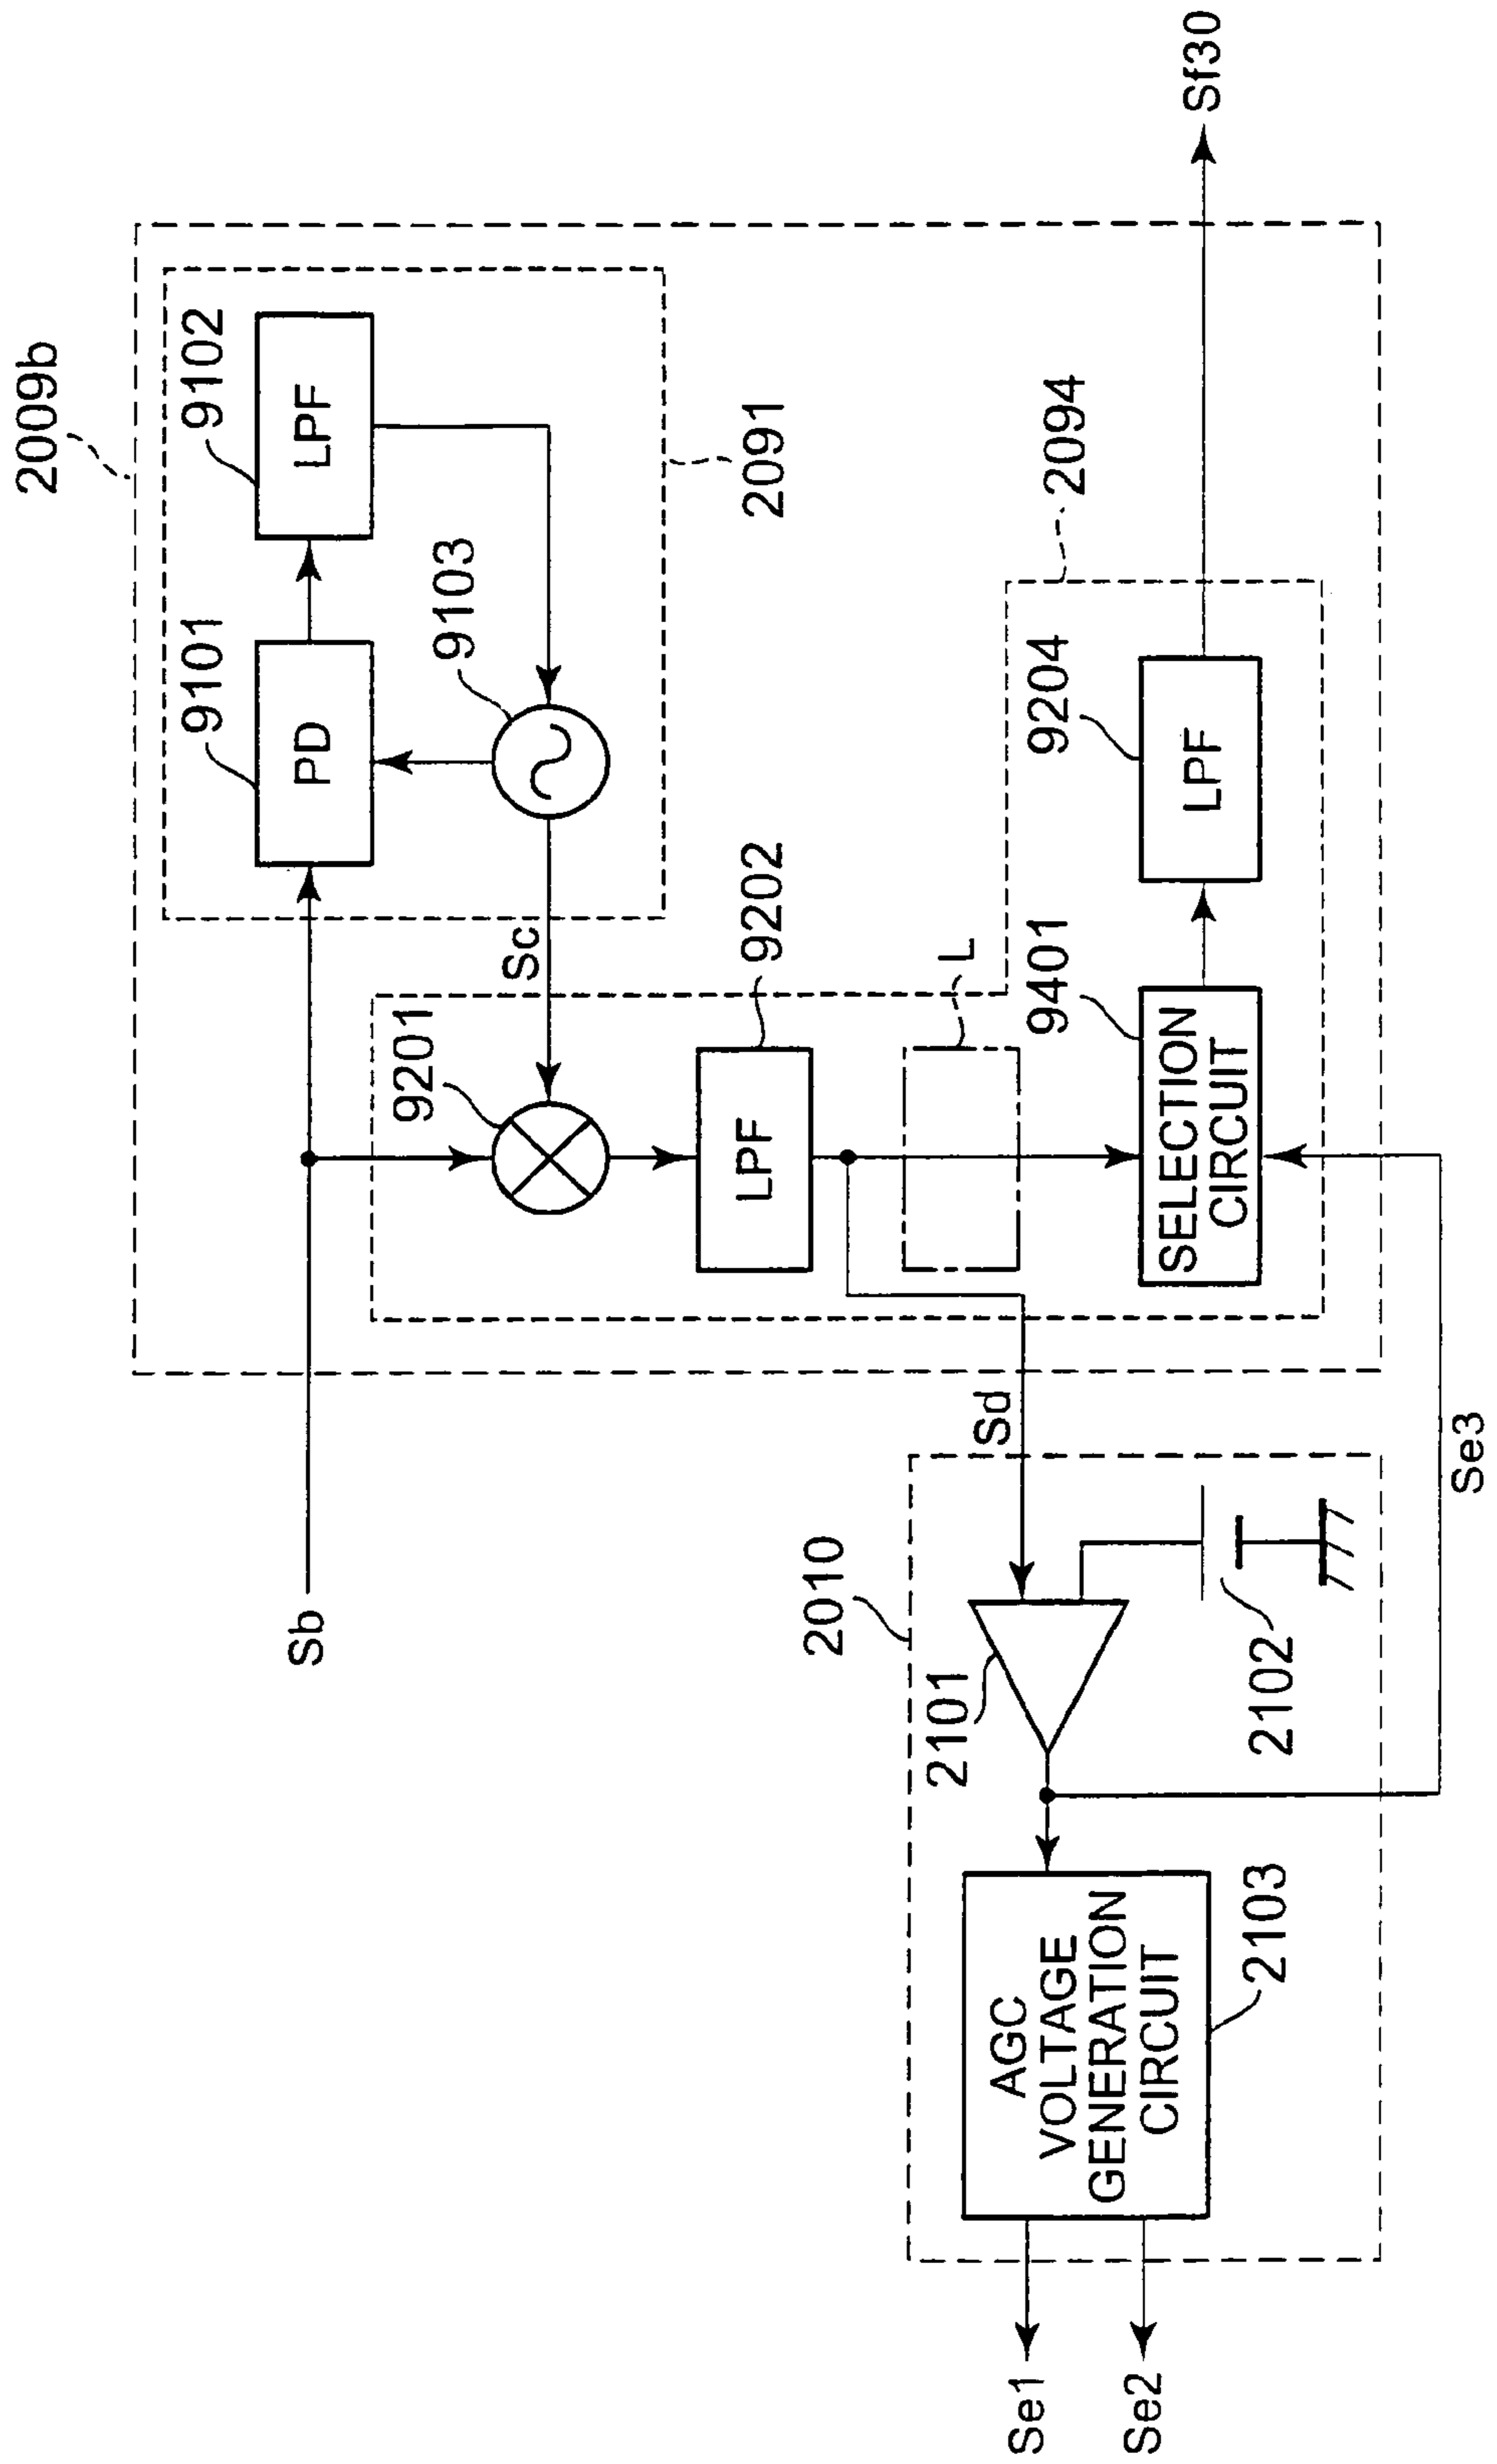 2009b
9101
9102
PD
LPF
9103
2091
Sb
Sc
9201
9202
LPF
L
2094
9401
9204
SELECTION
CIRCUIT
LPF
Sf30
Sd
2010
2101
2102
AGC
VOLTAGE
GENERATION
CIRCUIT
2103
Se1
Se2
Se3